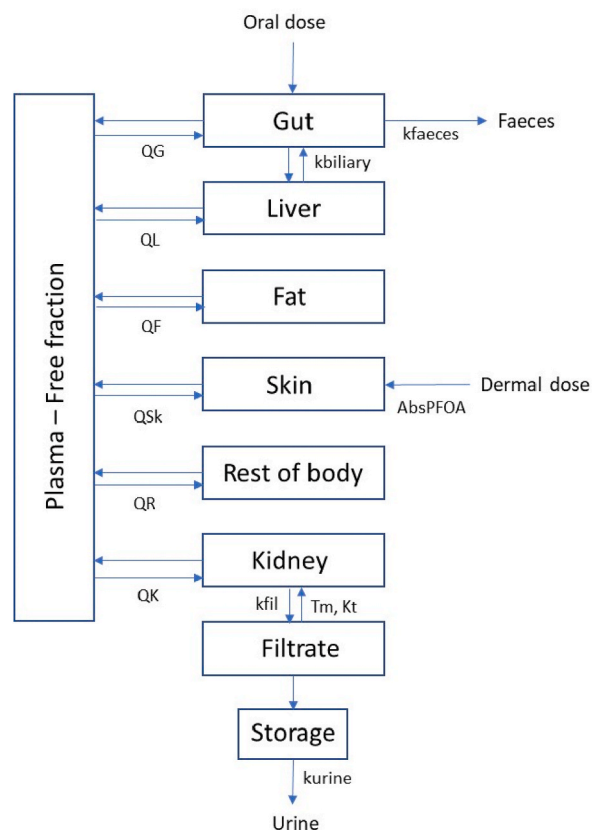 Oral dose
Gut
kfaeces
Faeces
QG
kbiliary
Liver
QL
Fat
QF
Skin
Dermal dose
AbsPFOA
QSk
Plasma – Free fraction
Rest of body
QR
Kidney
QK
kfil
Tm, Kt
Filtrate
Storage
kurine
Urine